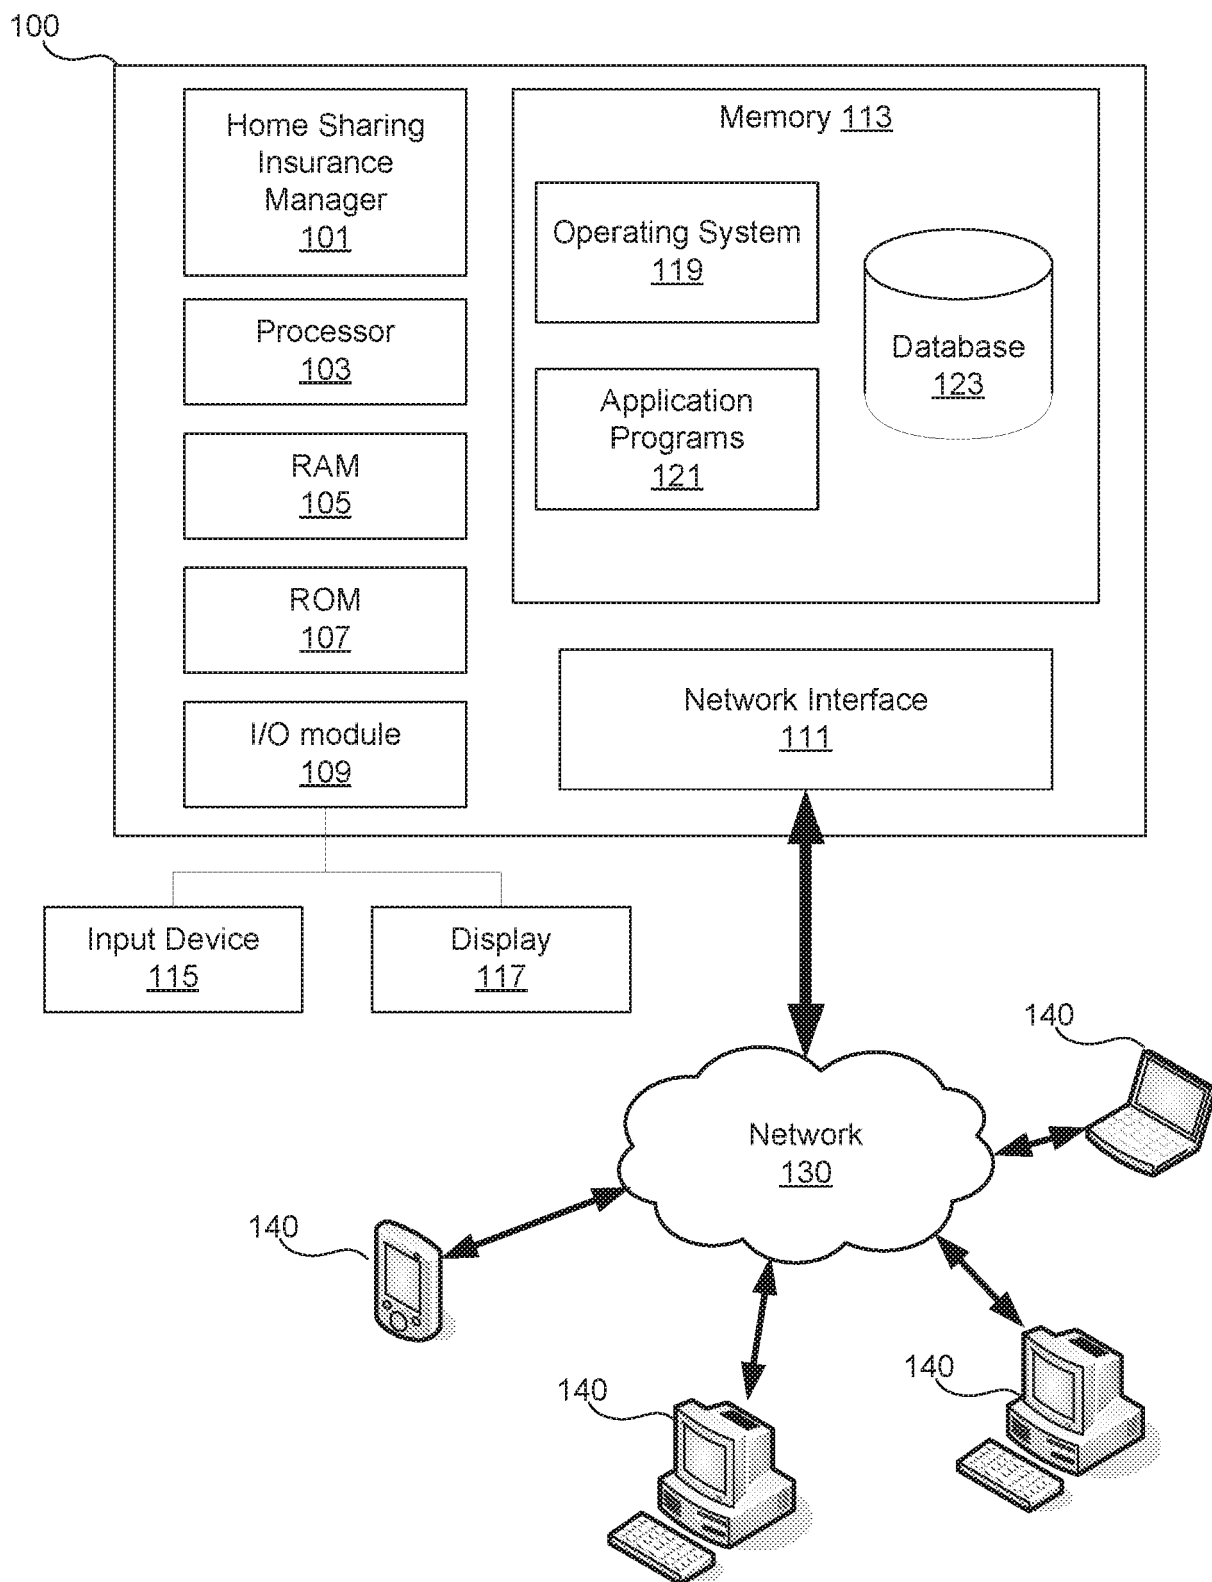 100
Home Sharing
Insurance
Manager
101
Processor
103
RAM
105
ROM
107
I/O module
109
Memory 113
Operating System
119
Application
Programs
121
Database
123
Network Interface
111
Input Device
115
Display
117
Network
130
140
140
140
140